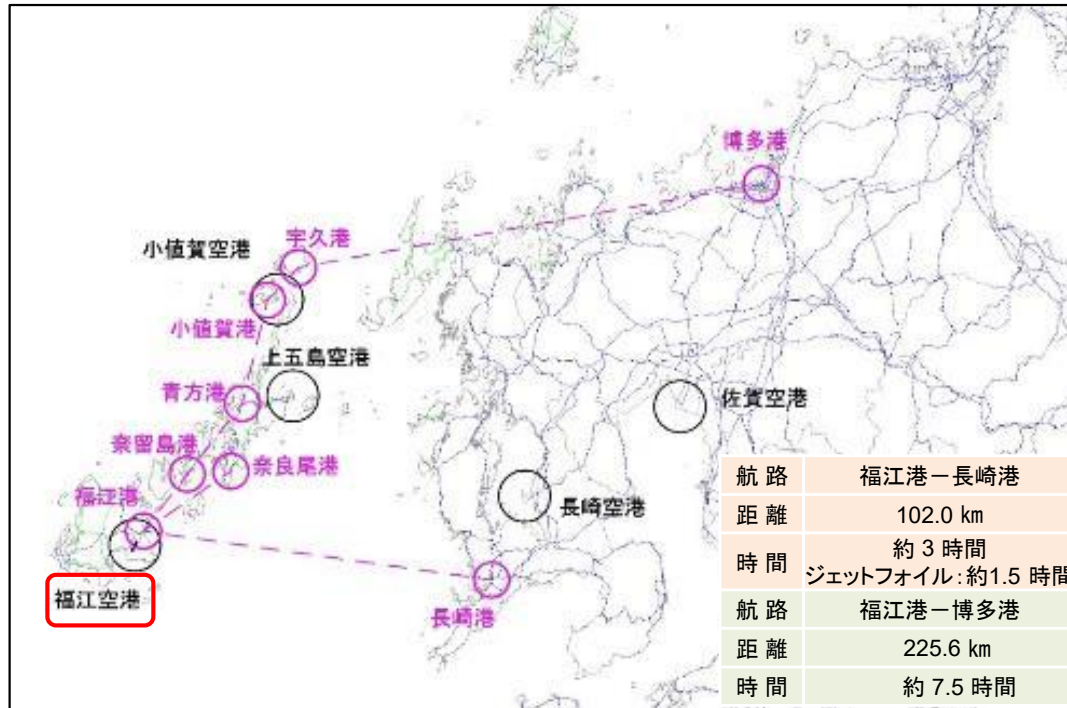 博多港
宇久港
小値賀空港
小値賀港
上五島空港
青方港
佐賀空港
奈留島港
奈良尾港
福江港
長崎空港
福江空港
長崎港
航 路 福江港－長崎港
距 離 102.0 ㎞
時 間 約 3 時間
ジェットフォイル：約1.5 時間
航 路 福江港－博多港
距 離 225.6 ㎞
時 間 約 7.5 時間